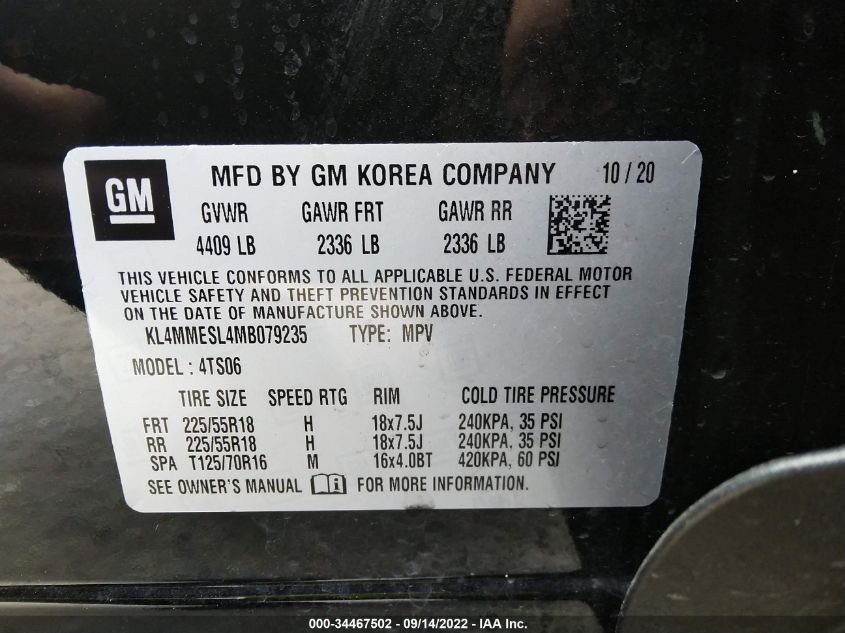 GM
MFD BY GM KOREA COMPANY 10 / 20
GVWR GAWR FRT GAWR RR
4409 LB 2336 LB 2336 LB
THIS VEHICLE CONFORMS TO ALL APPLICABLE U.S. FEDERAL MOTOR
VEHICLE SAFETY AND THEFT PREVENTION STANDARDS IN EFFECT
ON THE DATE OF MANUFACTURE SHOWN ABOVE.
KL4MMESL4MB079235 TYPE: MPV
MODEL : 4TS06
TIRE SIZE SPEED RTG RIM COLD TIRE PRESSURE
FRT 225/55R18 H 18x7.5J 240KPA, 35 PSI
RR 225/55R18 H 18x7.5J 240KPA, 35 PSI
SPA T125/70R16 M 16x4.0BT 420KPA, 60 PSI
SEE OWNER'S MANUAL i FOR MORE INFORMATION.
000-34467502 - 09/14/2022 - IAA Inc.